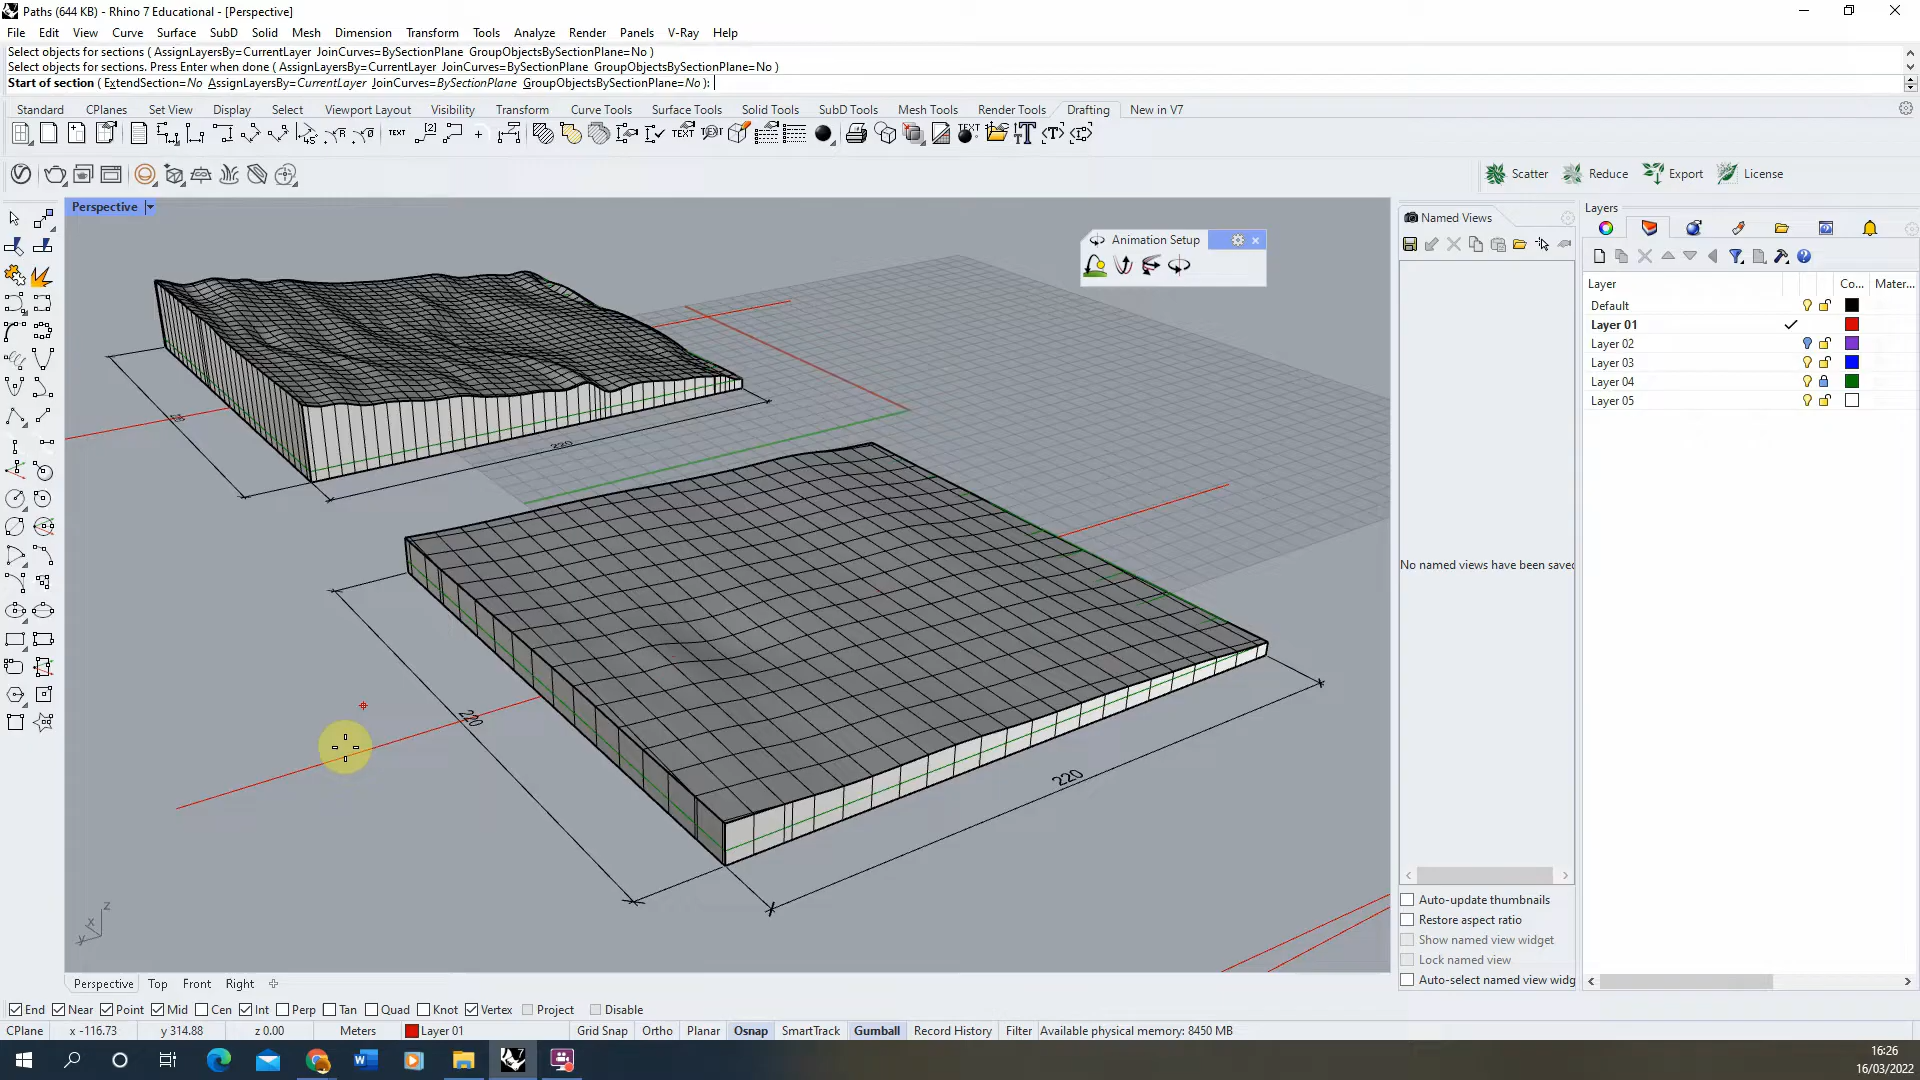 Paths (644 KB) - Rhino 7 Educational - [Perspective]
File Edit View Curve Surface SubD Solid Mesh Dimension Transform Tools Analyze Render Panels V-Ray Help
Select objects for sections ( AssignLayersBy=CurrentLayer JoinCurves=BySectionPlane GroupObjectsBySectionPlane=No )
Select objects for sections. Press Enter when done ( AssignLayersBy=CurrentLayer JoinCurves=BySectionPlane GroupObjectsBySectionPlane=No )
Start of section ( ExtendSection=No AssignLayersBy=CurrentLayer JoinCurves=BySectionPlane GroupObjectsBySectionPlane=No ):
Standard CPlanes Set View Display Select Viewport Layout Visibility Transform Curve Tools Surface Tools Solid Tools SubD Tools Mesh Tools Render Tools Drafting New in V7
Scatter Reduce Export License
Perspective
Animation Setup
Named Views
Layers
Layer Co... Mater...
Default
Layer 01
Layer 02
Layer 03
Layer 04
Layer 05
220
220
220
No named views have been saved
Auto-update thumbnails
Restore aspect ratio
Show named view widget
Lock named view
Auto-select named view widg
z
x
y
Perspective Top Front Right
End Near Point Mid Cen Int Perp Tan Quad Knot Vertex Project Disable
CPlane x -116.73 y 314.88 z 0.00 Meters Layer 01 Grid Snap Ortho Planar Osnap SmartTrack Gumball Record History Filter Available physical memory: 8450 MB
16:26
16/03/2022